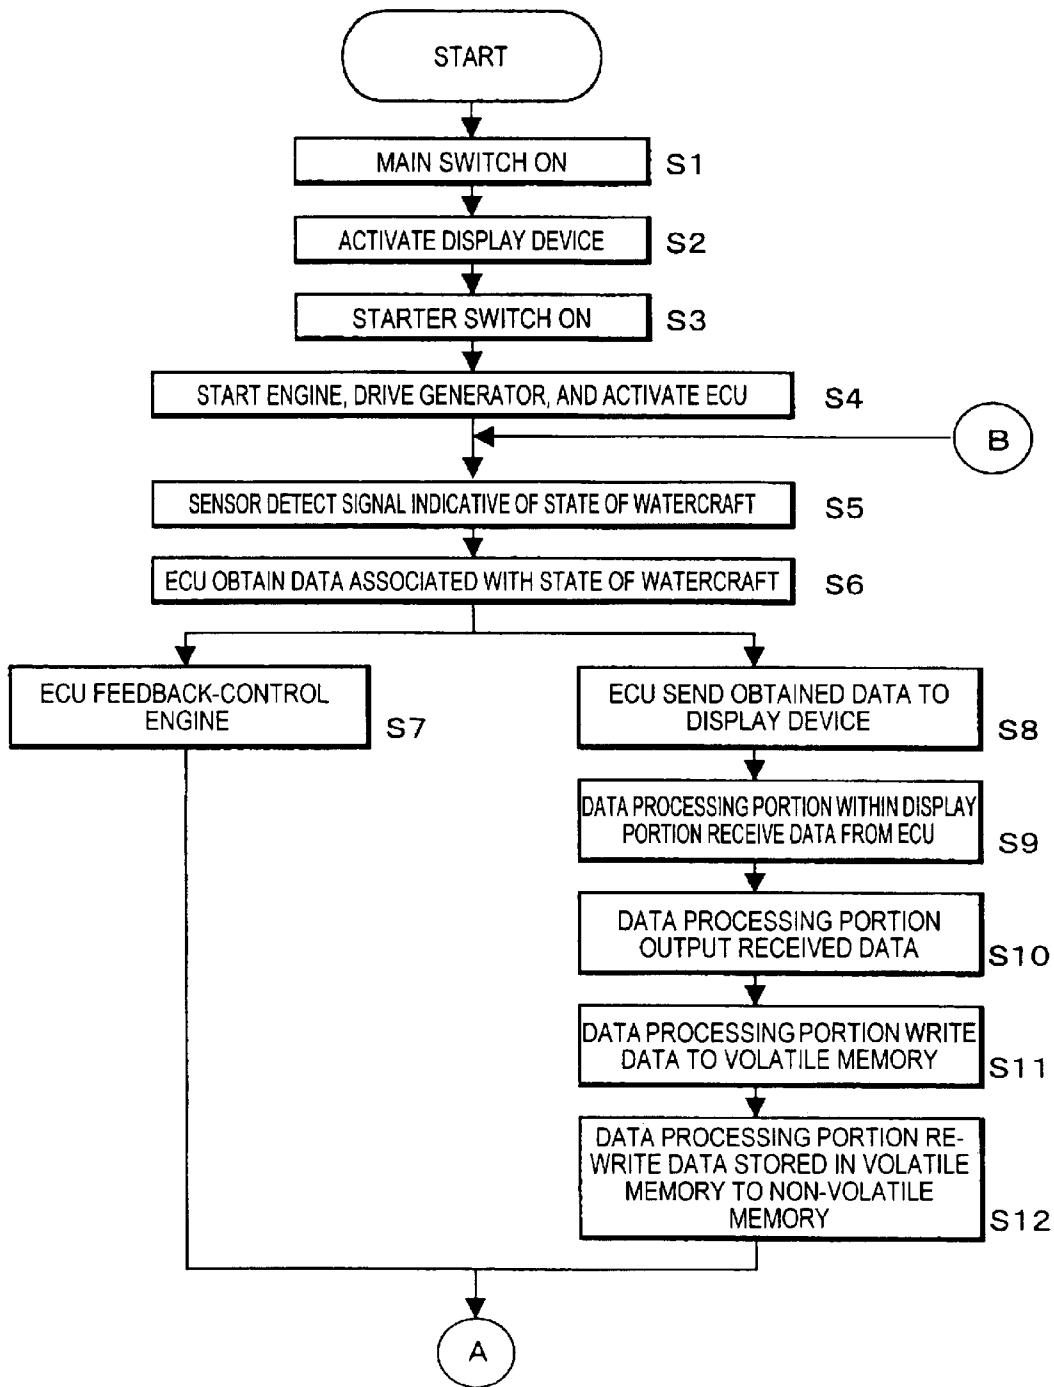 START
MAIN SWITCH ON
S1
ACTIVATE DISPLAY DEVICE
S2
STARTER SWITCH ON
S3
START ENGINE, DRIVE GENERATOR, AND ACTIVATE ECU
S4
B
SENSOR DETECT SIGNAL INDICATIVE OF STATE OF WATERCRAFT
S5
ECU OBTAIN DATA ASSOCIATED WITH STATE OF WATERCRAFT
S6
ECU FEEDBACK-CONTROL
ENGINE
S7
ECU SEND OBTAINED DATA TO
DISPLAY DEVICE
S8
DATA PROCESSING PORTION WITHIN DISPLAY
PORTION RECEIVE DATA FROM ECU
S9
DATA PROCESSING PORTION
OUTPUT RECEIVED DATA
S10
DATA PROCESSING PORTION WRITE
DATA TO VOLATILE MEMORY
S11
DATA PROCESSING PORTION RE-
WRITE DATA STORED IN VOLATILE
MEMORY TO NON-VOLATILE
MEMORY
S12
A